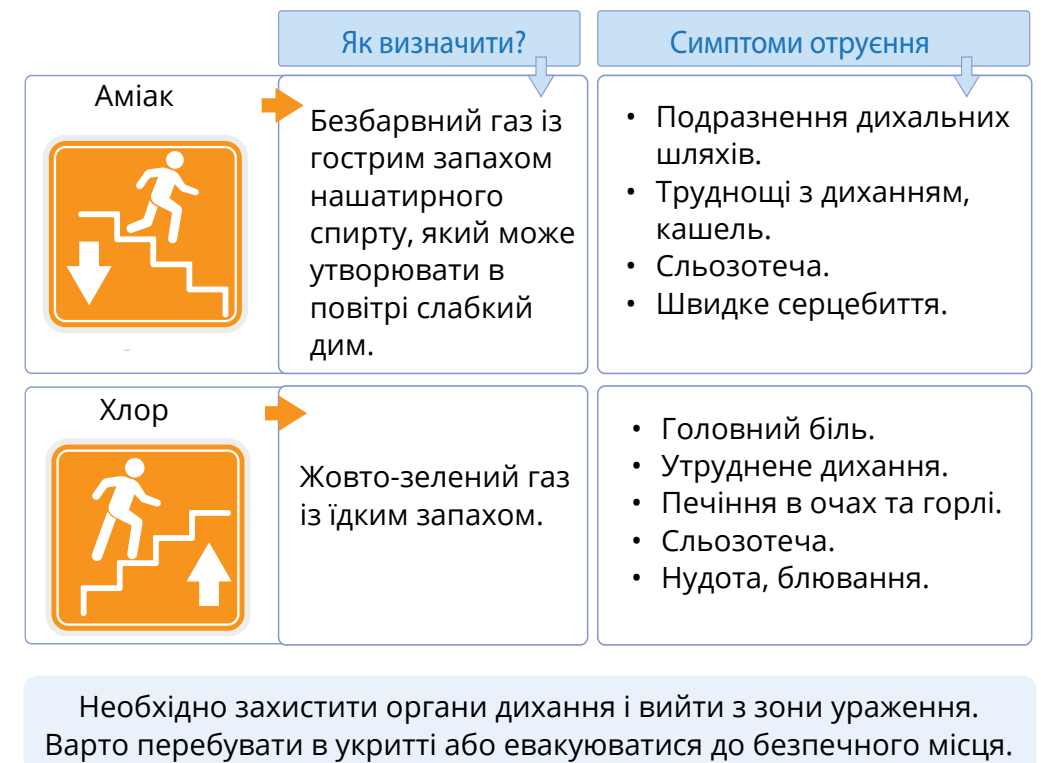 Як визначити?
Симптоми отруєння
Аміак
Безбарвний газ із
гострим запахом
нашатирного
спирту, який може
утворювати в
повітрі слабкий
дим.
• Подразнення дихальних
шляхів.
• Труднощі з диханням,
кашель.
• Сльозотеча.
• Швидке серцебиття.
Хлор
Жовто-зелений газ
із їдким запахом.
• Головний біль.
• Утруднене дихання.
• Печіння в очах та горлі.
• Сльозотеча.
• Нудота, блювання.
Необхідно захистити органи дихання і вийти з зони ураження.
Варто перебувати в укритті або евакуюватися до безпечного місця.